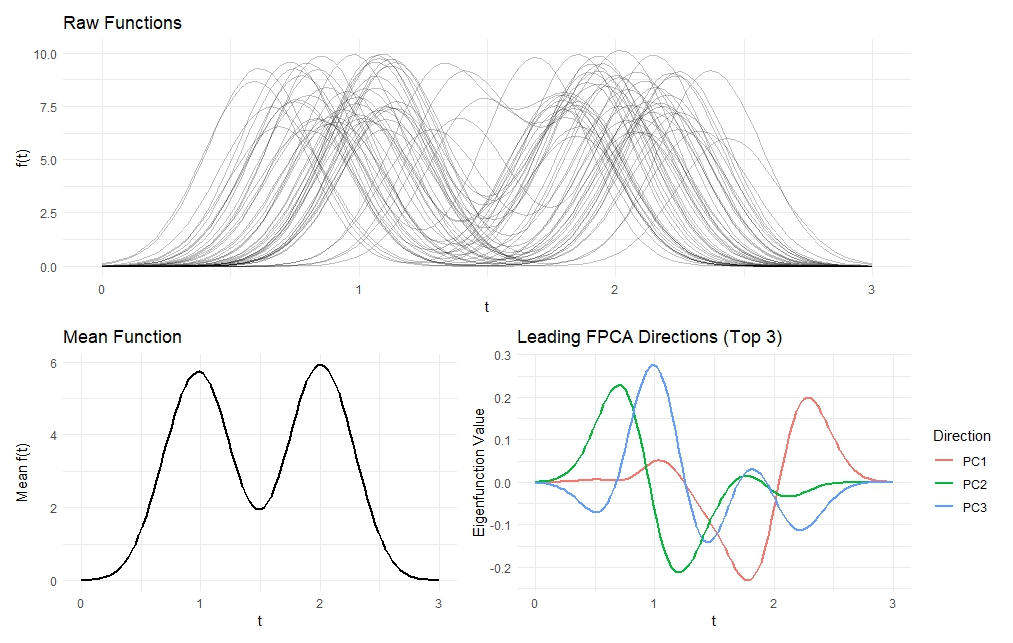 Raw Functions
f(t)
10.0
7.5
5.0
2.5
0.0
0
1
2
3
t
Mean Function
Mean f(t)
6
4
2
0
0
1
2
3
t
Leading FPCA Directions (Top 3)
Eigenfunction Value
0.3
0.2
0.1
0.0
-0.1
-0.2
0
1
2
3
t
Direction
PC1
PC2
PC3